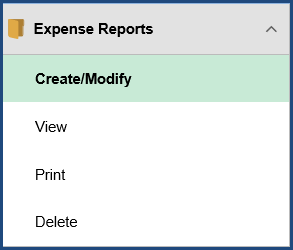 Expense Reports
Create/Modify
View
Print
Delete